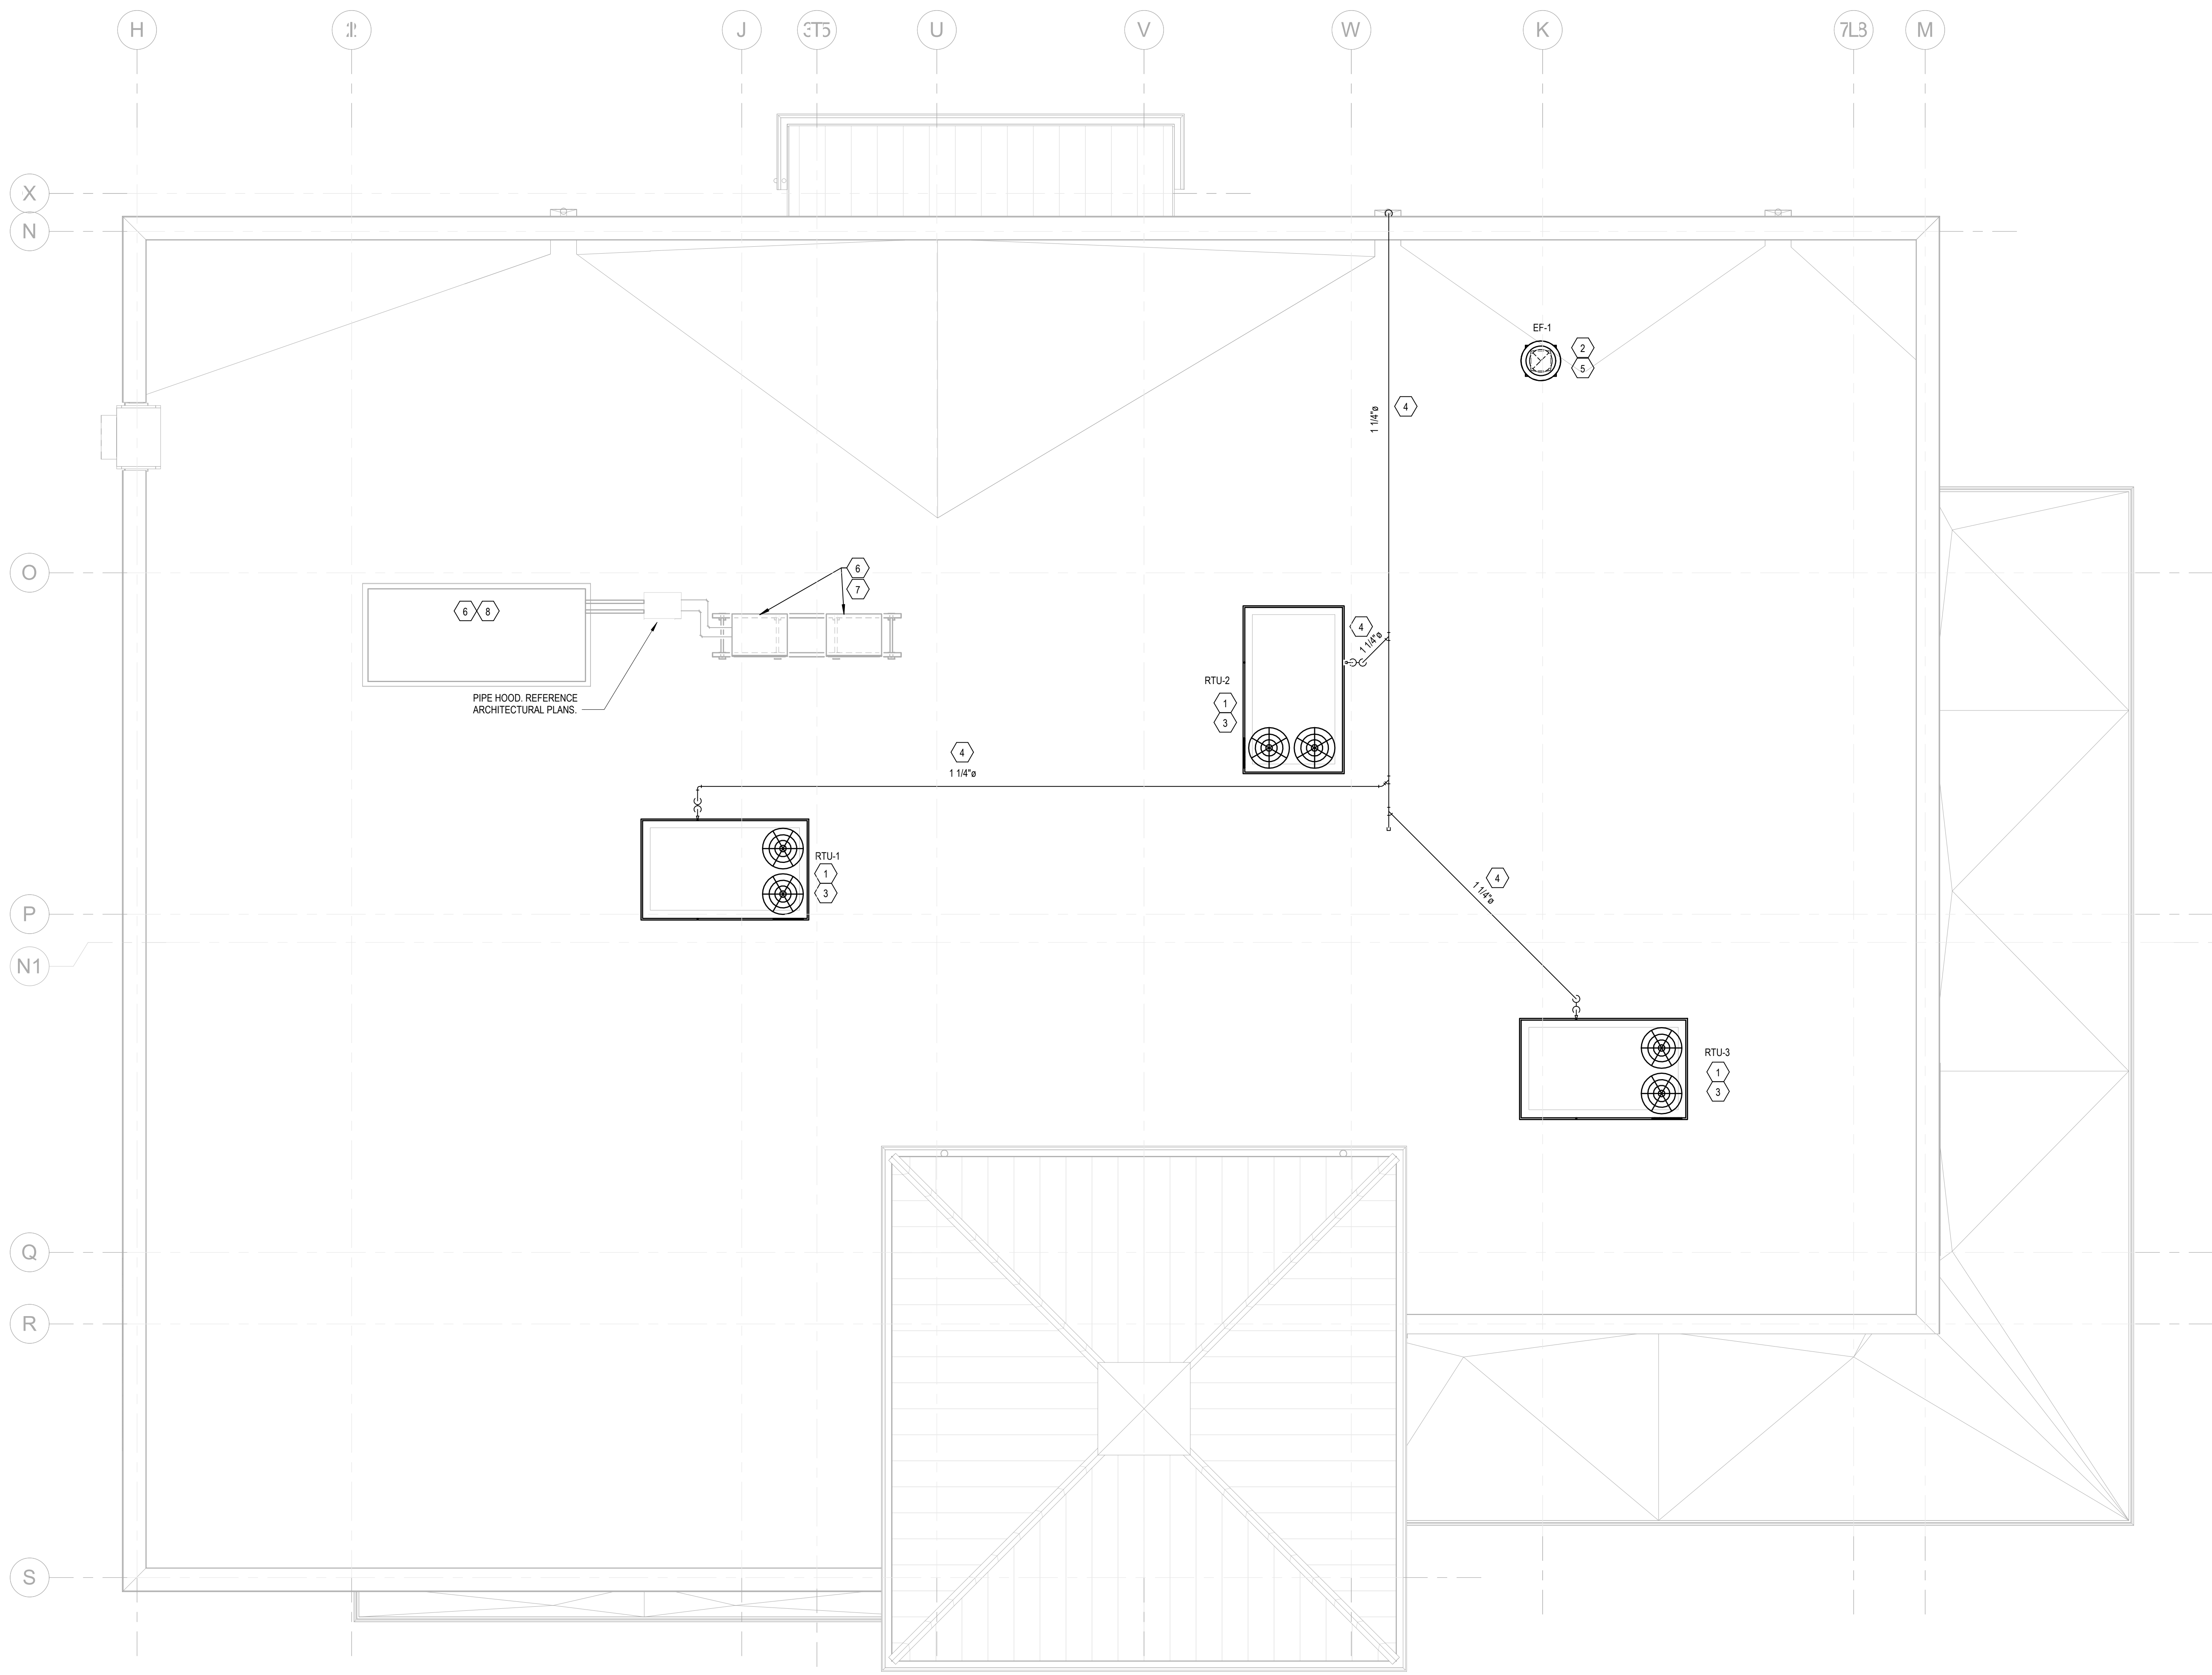 H
J
U
V
W
K
M
X
N
EF-1
2
5
1 1/4"ø
4
O
6
7
6 8
4
1 1/4"ø
PIPE HOOD. REFERENCE
ARCHITECTURAL PLANS.
RTU-2
1
3
4
1 1/4"ø
RTU-1
1
3
4
1 1/4"ø
P
N1
RTU-3
1
3
Q
R
S